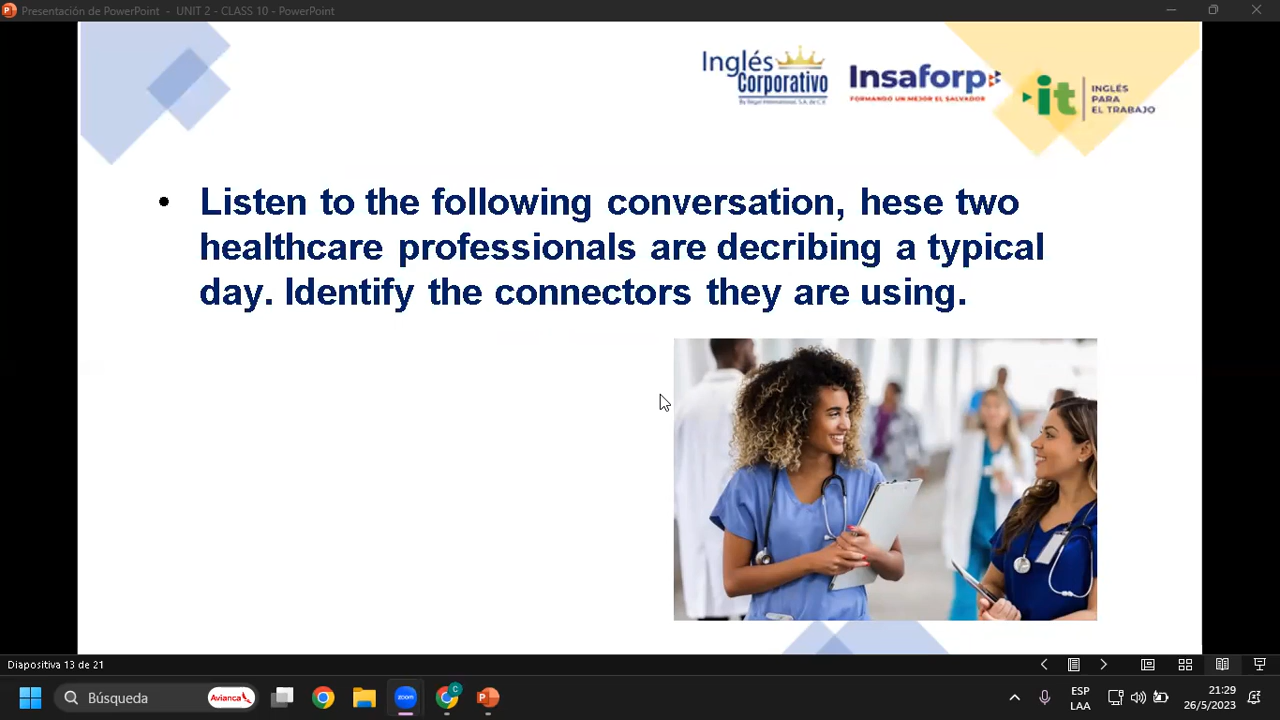 Presentación de PowerPoint - UNIT 2 - CLASS 10 - PowerPoint
Inglés
Corporativo
Insaforp
FORMANDO UN MEJOR EL SALVADOR
it
INGLÉS
PARA
EL TRABAJO
• Listen to the following conversation, hese two
healthcare professionals are decribing a typical
day. Identify the connectors they are using.
Diapositiva 13 de 21
Búsqueda
Avianca
zoom
C
ESP
LAA
21:29
26/5/2023